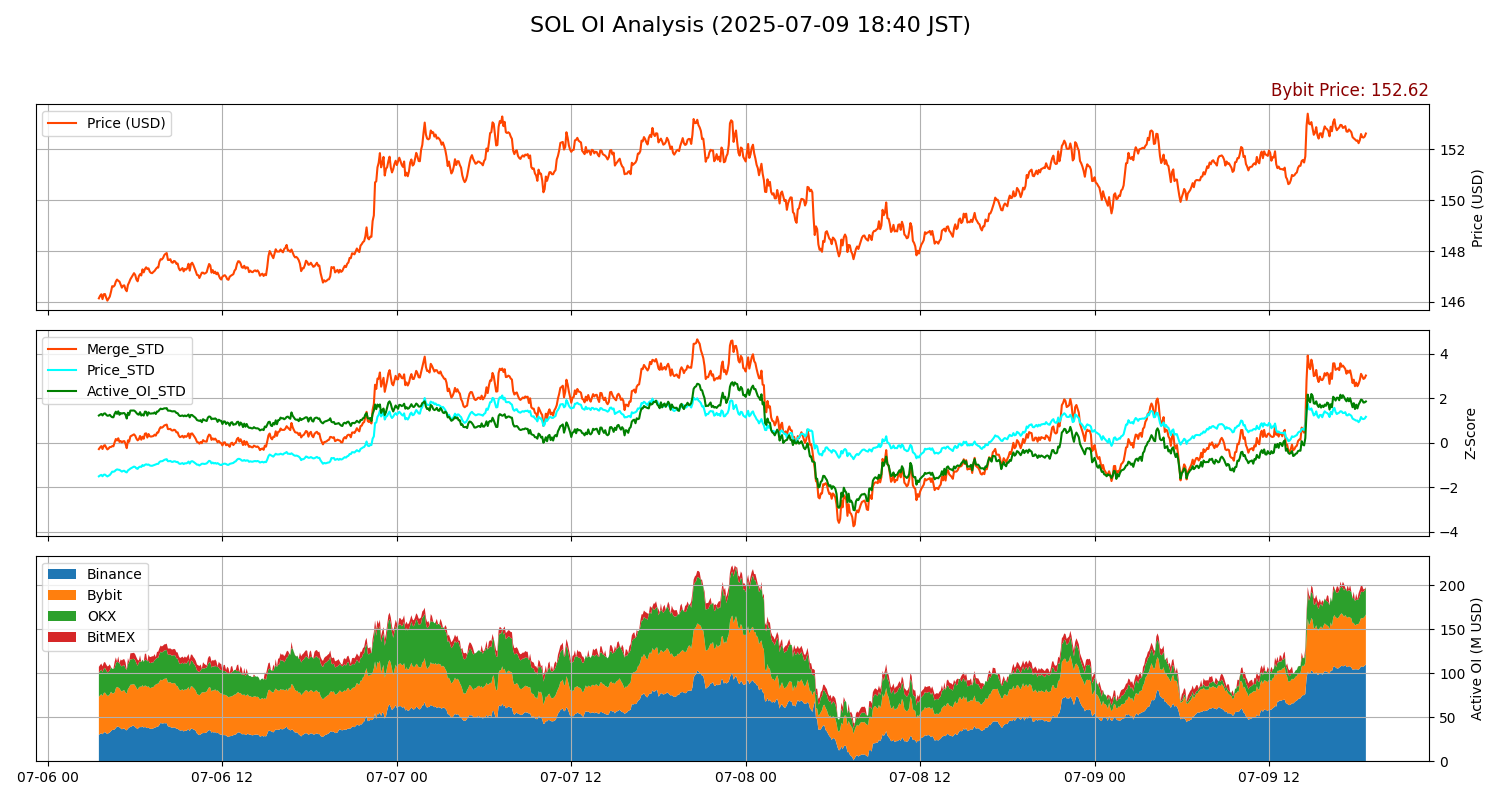 SOL OI Analysis (2025-07-09 18:40 JST)
Bybit Price: 152.62
Price (USD)
152
150
148
146
Price (USD)
Merge_STD
Price_STD
Active_OI_STD
4
2
0
−2
−4
Z-Score
Binance
Bybit
OKX
BitMEX
200
150
100
50
0
Active OI (M USD)
07-06 00
07-06 12
07-07 00
07-07 12
07-08 00
07-08 12
07-09 00
07-09 12